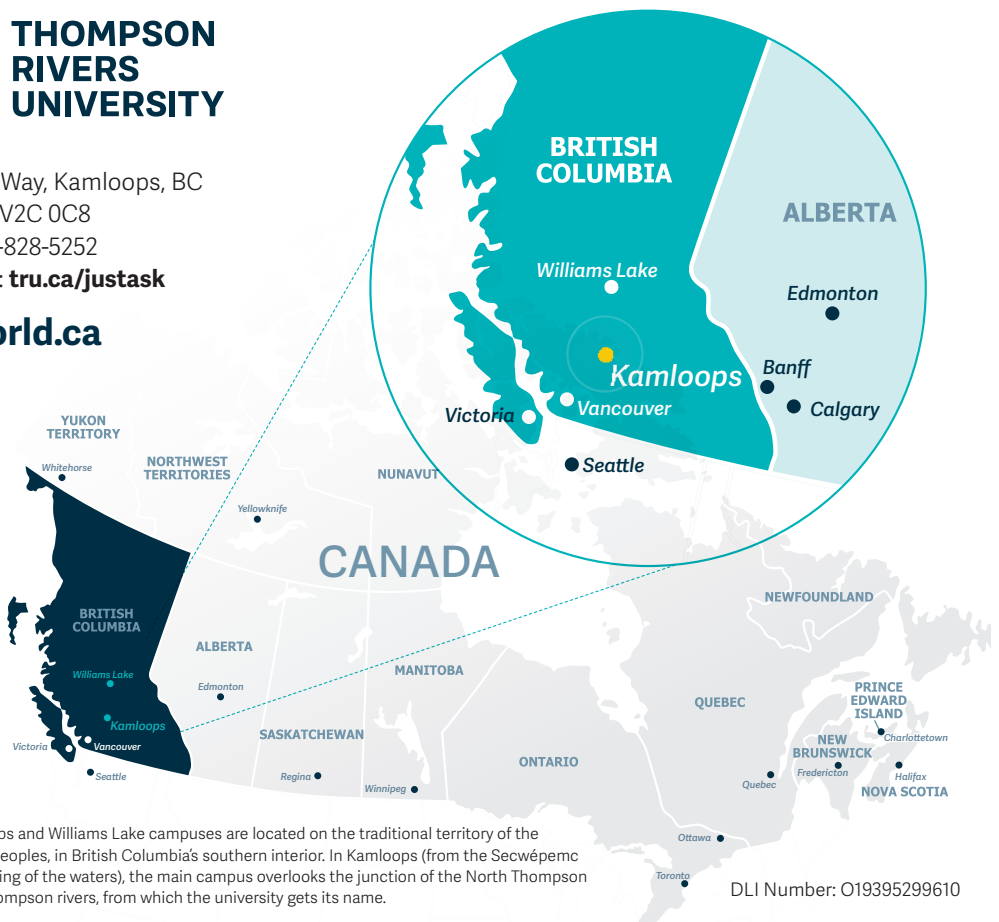 THOMPSON
RIVERS
UNIVERSITY
Way, Kamloops, BC
V2C 0C8
-828-5252
tru.ca/justask
orld.ca
BRITISH
COLUMBIA
ALBERTA
Williams Lake
Edmonton
Kamloops
Banff
Calgary
Vancouver
Victoria
Seattle
YUKON
TERRITORY
Whitehorse
NORTHWEST
TERRITORIES
Yellowknife
NUNAVUT
CANADA
BRITISH
COLUMBIA
Williams Lake
Kamloops
Victoria
Vancouver
Seattle
ALBERTA
Edmonton
SASKATCHEWAN
Regina
MANITOBA
Winnipeg
ONTARIO
Ottawa
Toronto
QUEBEC
Quebec
NEWFOUNDLAND
PRINCE
EDWARD
ISLAND
Charlottetown
NEW
BRUNSWICK
Fredericton
Halifax
NOVA SCOTIA
ps and Williams Lake campuses are located on the traditional territory of the
eoples, in British Columbia's southern interior. In Kamloops (from the Secwépemc
ing of the waters), the main campus overlooks the junction of the North Thompson
ompson rivers, from which the university gets its name.
DLI Number: O19395299610